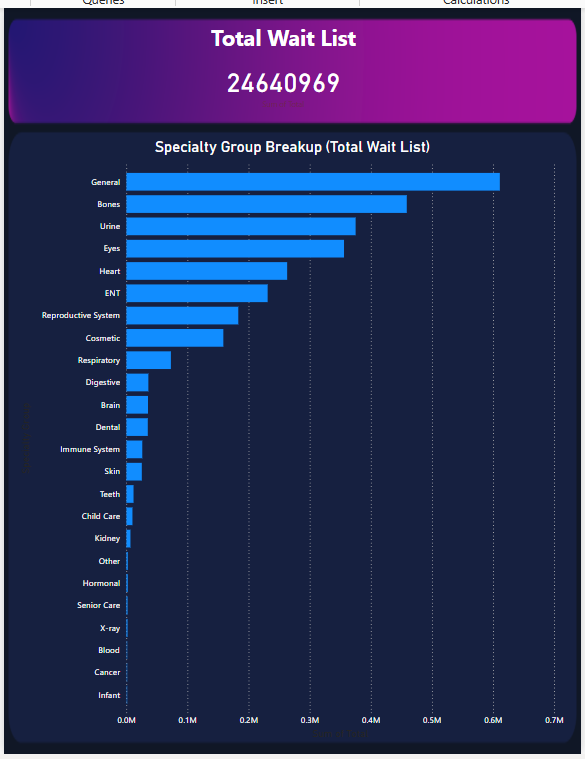 Queries
Insert
Calculations
Total Wait List
24640969
Specialty Group Breakup (Total Wait List)
General
Bones
Urine
Eyes
Heart
ENT
Reproductive System
Cosmetic
Respiratory
Digestive
Brain
Dental
Immune System
Skin
Teeth
Child Care
Kidney
Other
Hormonal
Senior Care
X-ray
Blood
Cancer
Infant
0.0M 0.1M 0.2M 0.3M 0.4M 0.5M 0.6M 0.7M